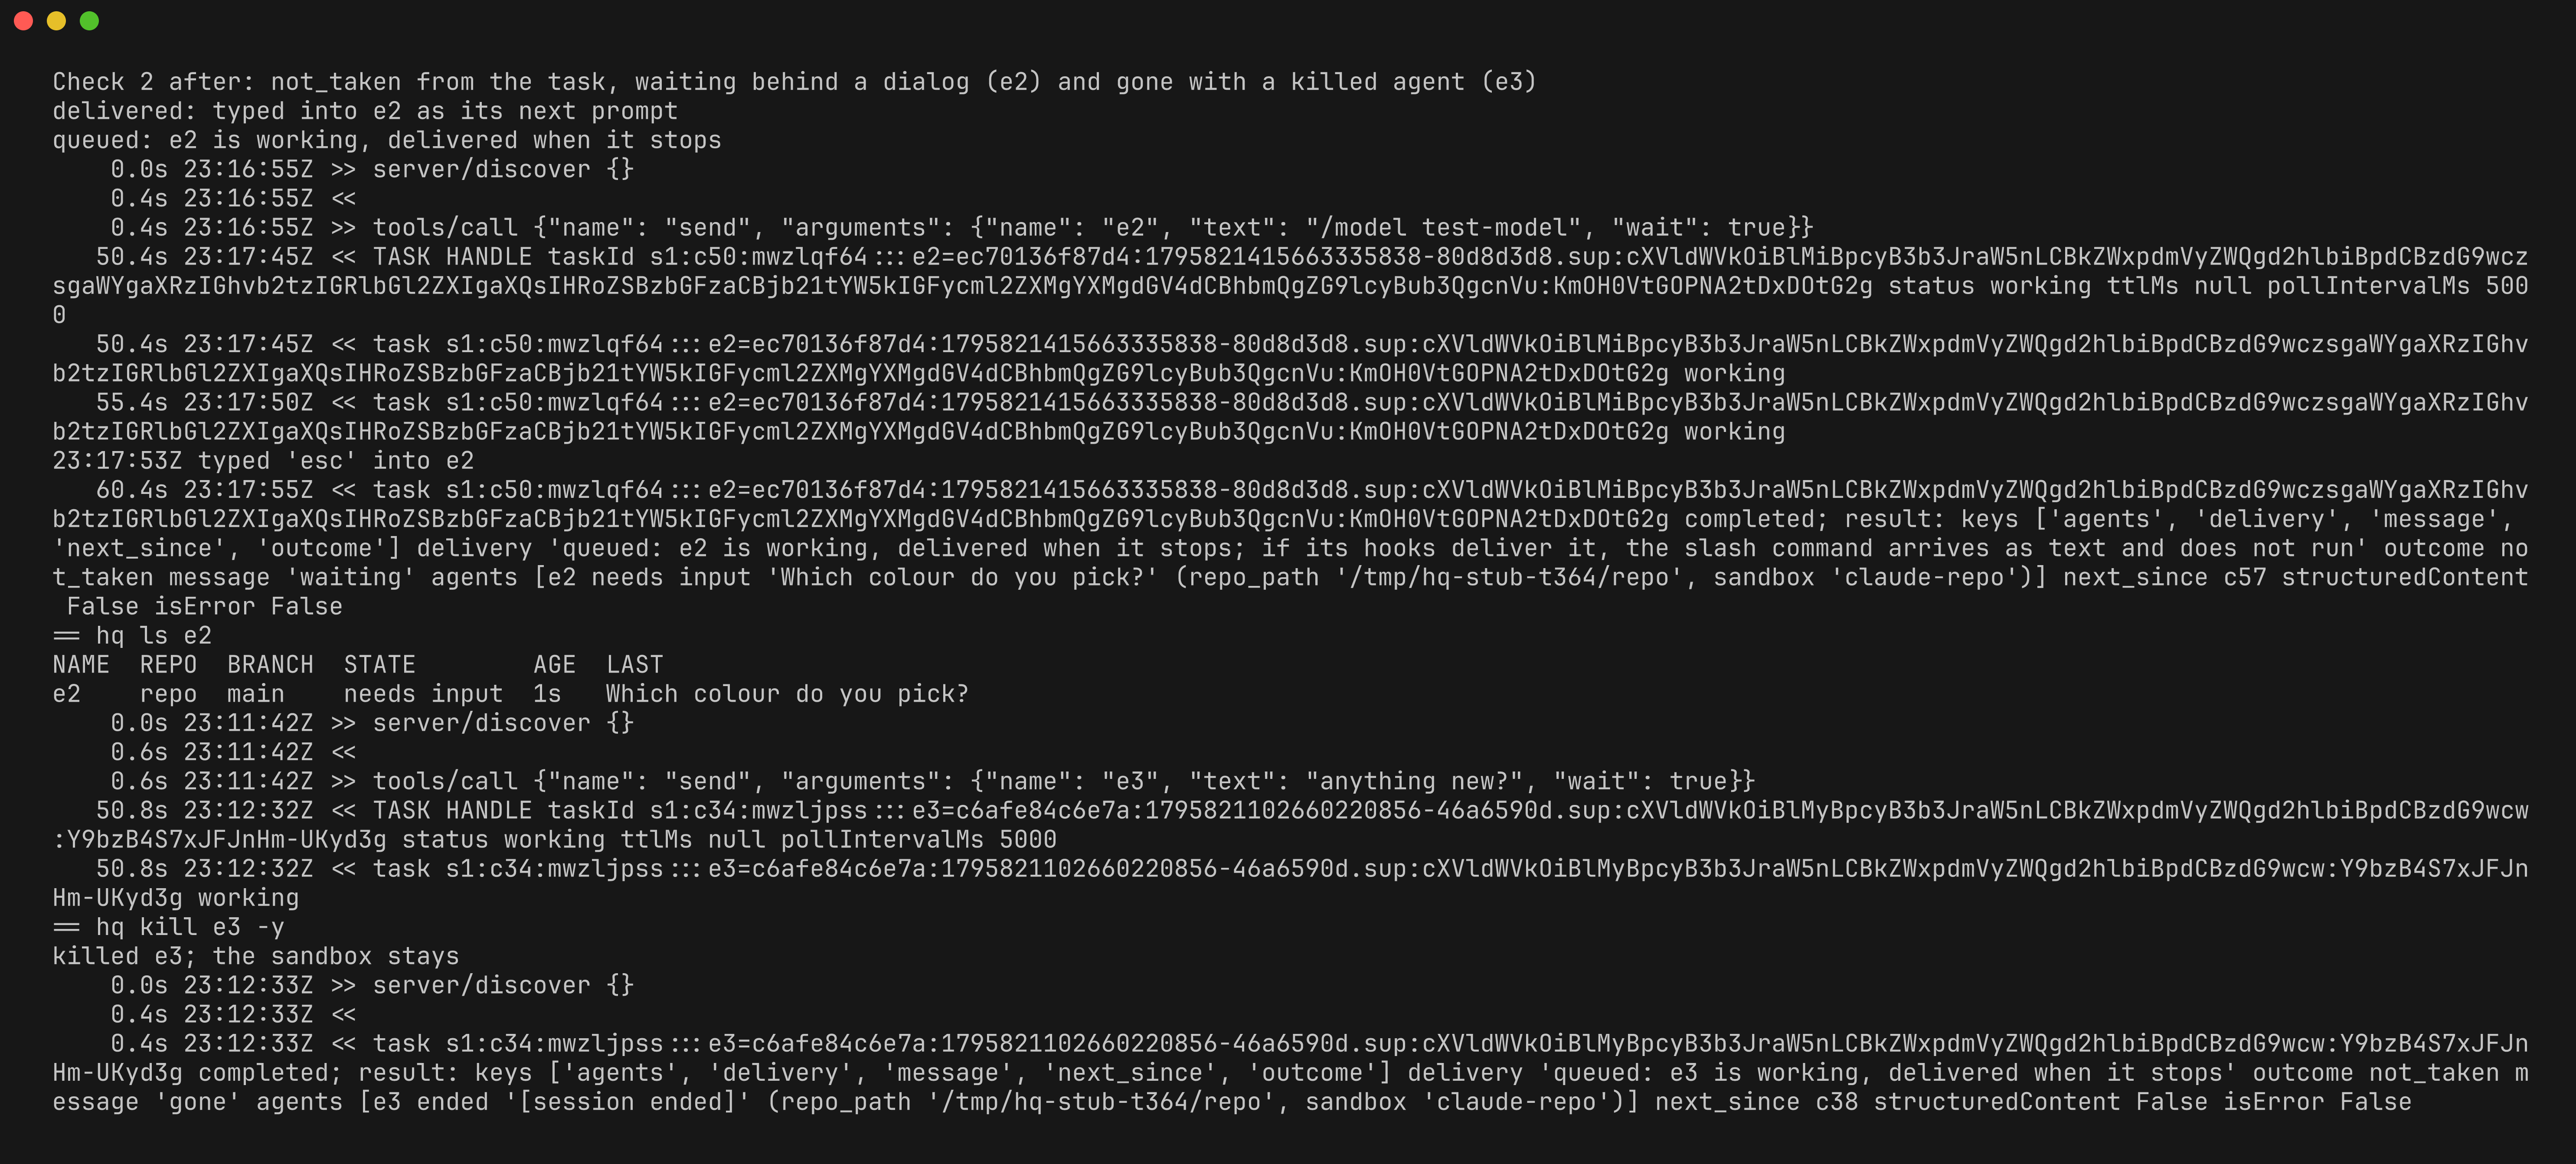 Check 2 after: not_taken from the task, waiting behind a dialog (e2) and gone with a killed agent (e3)
delivered: typed into e2 as its next prompt
queued: e2 is working, delivered when it stops
    0.0s 23:16:55Z >> server/discover {}
    0.4s 23:16:55Z <<
    0.4s 23:16:55Z >> tools/call {"name": "send", "arguments": {"name": "e2", "text": "/model test-model", "wait": true}}
   50.4s 23:17:45Z << TASK HANDLE taskId s1:c50:mwzlqf64:::e2=ec70136f87d4:1795821415663335838-80d8d3d8.sup:cXVldWVkOiBlMiBpcyB3b3JraW5nLCBkZWxpdmVyZWQgd2hlbiBpdCBzdG9wcz
sgaWYgaXRzIGhvb2tzIGRlbGl2ZXIgaXQsIHRoZSBzbGFzaCBjb21tYW5kIGFycml2ZXMgYXMgdGV4dCBhbmQgZG9lcyBub3QgcnVu:KmOH0VtGOPNA2tDxDOtG2g status working ttlMs null pollIntervalMs 500
0
   50.4s 23:17:45Z << task s1:c50:mwzlqf64:::e2=ec70136f87d4:1795821415663335838-80d8d3d8.sup:cXVldWVkOiBlMiBpcyB3b3JraW5nLCBkZWxpdmVyZWQgd2hlbiBpdCBzdG9wczsgaWYgaXRzIGhv
b2tzIGRlbGl2ZXIgaXQsIHRoZSBzbGFzaCBjb21tYW5kIGFycml2ZXMgYXMgdGV4dCBhbmQgZG9lcyBub3QgcnVu:KmOH0VtGOPNA2tDxDOtG2g working
   55.4s 23:17:50Z << task s1:c50:mwzlqf64:::e2=ec70136f87d4:1795821415663335838-80d8d3d8.sup:cXVldWVkOiBlMiBpcyB3b3JraW5nLCBkZWxpdmVyZWQgd2hlbiBpdCBzdG9wczsgaWYgaXRzIGhv
b2tzIGRlbGl2ZXIgaXQsIHRoZSBzbGFzaCBjb21tYW5kIGFycml2ZXMgYXMgdGV4dCBhbmQgZG9lcyBub3QgcnVu:KmOH0VtGOPNA2tDxDOtG2g working
23:17:53Z typed 'esc' into e2
   60.4s 23:17:55Z << task s1:c50:mwzlqf64:::e2=ec70136f87d4:1795821415663335838-80d8d3d8.sup:cXVldWVkOiBlMiBpcyB3b3JraW5nLCBkZWxpdmVyZWQgd2hlbiBpdCBzdG9wczsgaWYgaXRzIGhv
b2tzIGRlbGl2ZXIgaXQsIHRoZSBzbGFzaCBjb21tYW5kIGFycml2ZXMgYXMgdGV4dCBhbmQgZG9lcyBub3QgcnVu:KmOH0VtGOPNA2tDxDOtG2g completed; result: keys ['agents', 'delivery', 'message',
'next_since', 'outcome'] delivery 'queued: e2 is working, delivered when it stops; if its hooks deliver it, the slash command arrives as text and does not run' outcome no
t_taken message 'waiting' agents [e2 needs input 'Which colour do you pick?' (repo_path '/tmp/hq-stub-t364/repo', sandbox 'claude-repo')] next_since c57 structuredContent
 False isError False
== hq ls e2
NAME  REPO  BRANCH  STATE        AGE  LAST
e2    repo  main    needs input  1s   Which colour do you pick?
    0.0s 23:11:42Z >> server/discover {}
    0.6s 23:11:42Z <<
    0.6s 23:11:42Z >> tools/call {"name": "send", "arguments": {"name": "e3", "text": "anything new?", "wait": true}}
   50.8s 23:12:32Z << TASK HANDLE taskId s1:c34:mwzljpss:::e3=c6afe84c6e7a:1795821102660220856-46a6590d.sup:cXVldWVkOiBlMyBpcyB3b3JraW5nLCBkZWxpdmVyZWQgd2hlbiBpdCBzdG9wcw
:Y9bzB4S7xJFJnHm-UKyd3g status working ttlMs null pollIntervalMs 5000
   50.8s 23:12:32Z << task s1:c34:mwzljpss:::e3=c6afe84c6e7a:1795821102660220856-46a6590d.sup:cXVldWVkOiBlMyBpcyB3b3JraW5nLCBkZWxpdmVyZWQgd2hlbiBpdCBzdG9wcw:Y9bzB4S7xJFJn
Hm-UKyd3g working
== hq kill e3 -y
killed e3; the sandbox stays
    0.0s 23:12:33Z >> server/discover {}
    0.4s 23:12:33Z <<
    0.4s 23:12:33Z << task s1:c34:mwzljpss:::e3=c6afe84c6e7a:1795821102660220856-46a6590d.sup:cXVldWVkOiBlMyBpcyB3b3JraW5nLCBkZWxpdmVyZWQgd2hlbiBpdCBzdG9wcw:Y9bzB4S7xJFJn
Hm-UKyd3g completed; result: keys ['agents', 'delivery', 'message', 'next_since', 'outcome'] delivery 'queued: e3 is working, delivered when it stops' outcome not_taken m
essage 'gone' agents [e3 ended '[session ended]' (repo_path '/tmp/hq-stub-t364/repo', sandbox 'claude-repo')] next_since c38 structuredContent False isError False